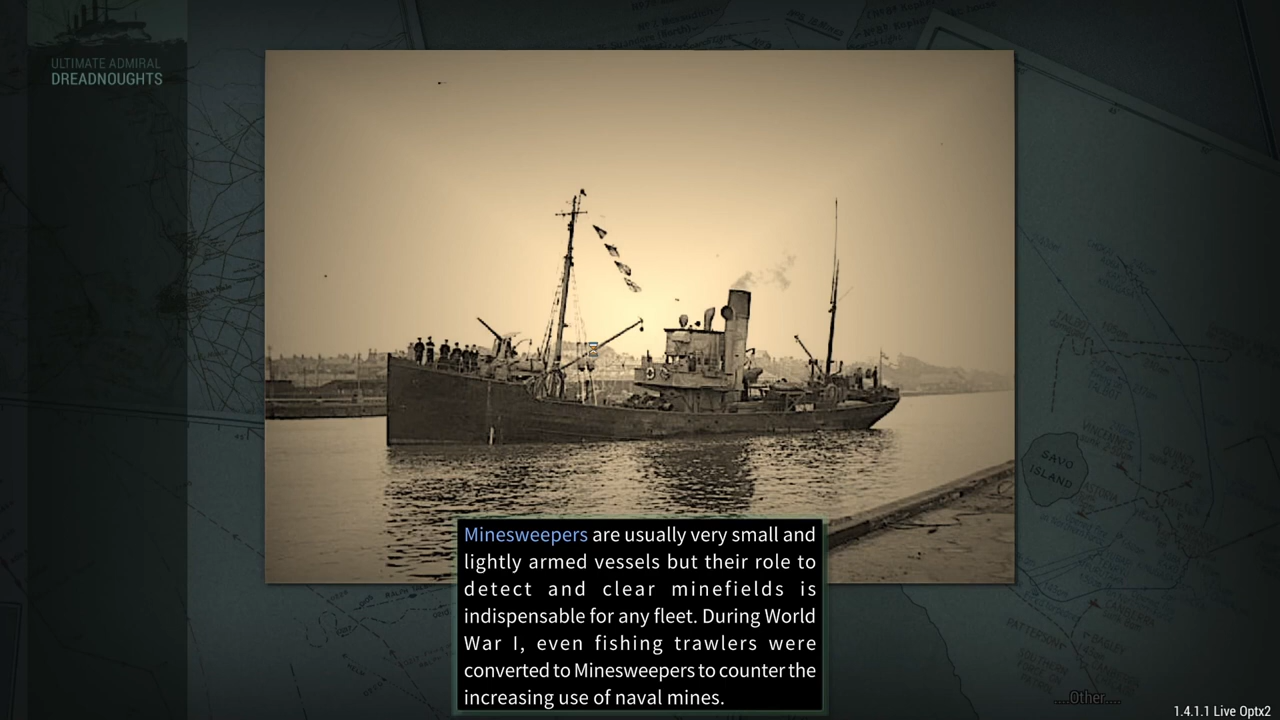 ULTIMATE ADMIRAL
DREADNOUGHTS
SAVO
ISLAND
Minesweepers are usually very small and
lightly armed vessels but their role to
detect and clear minefields is
indispensable for any fleet. During World
War I, even fishing trawlers were
converted to Minesweepers to counter the
increasing use of naval mines.
....Other....
1.4.1.1 Live Optx2